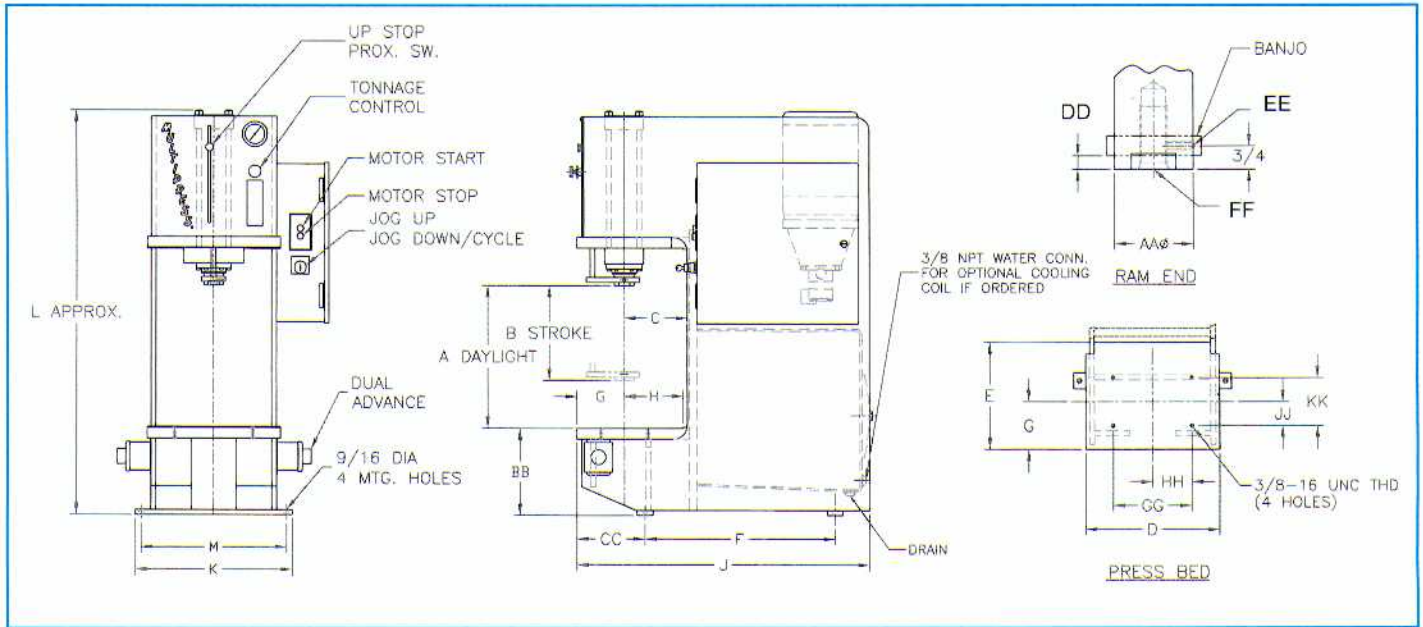 UP STOP
PROX. SW.
TONNAGE
CONTROL
MOTOR START
MOTOR STOP
JOG UP
JOG DOWN/CYCLE
L APPROX.
DUAL
ADVANCE
9/16 DIA
4 MTG. HOLES
M
K
C
B STROKE
A DAYLIGHT
G
H
BB
CC
F
J
3/8 NPT WATER CONN.
FOR OPTIONAL COOLING
COIL IF ORDERED
DRAIN
BANJO
DD
EE
3/4
FF
AAø
RAM END
E
G
KK
JJ
HH
GG
D
3/8-16 UNC THD
(4 HOLES)
PRESS BED